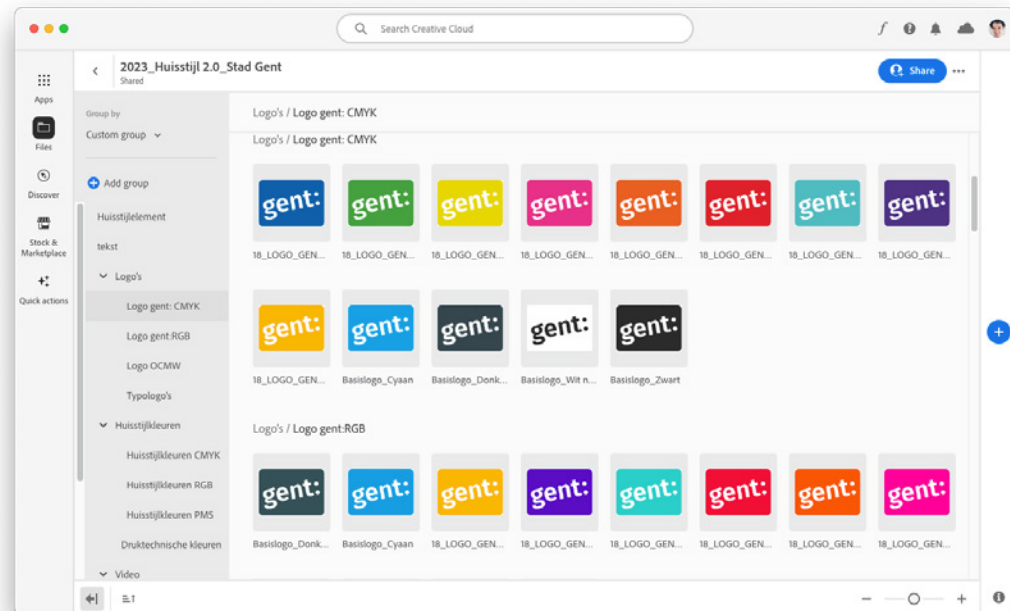 Search Creative Cloud
2023_Huisstijl 2.0_Stad Gent
Shared
Share
Apps
Files
Discover
Stock &
Marketplace
Quick actions
Group by
Custom group
Add group
Huisstijlelement
tekst
Logo's
Logo gent: CMYK
Logo gent:RGB
Logo OCMW
Typologo's
Huisstijlkleuren
Huisstijlkleuren CMYK
Huisstijlkleuren RGB
Huisstijlkleuren PMS
Druktechnische kleuren
Video
Logo's / Logo gent: CMYK
Logo's / Logo gent: CMYK
gent: gent: gent: gent: gent: gent: gent: gent:
18_LOGO_GEN... 18_LOGO_GEN... 18_LOGO_GEN... 18_LOGO_GEN... 18_LOGO_GEN... 18_LOGO_GEN... 18_LOGO_GEN... 18_LOGO_GEN...
gent: gent: gent: gent: gent:
18_LOGO_GEN... Basislogo_Cyaan Basislogo_Donk... Basislogo_Wit n... Basislogo_Zwart
Logo's / Logo gent:RGB
gent: gent: gent: gent: gent: gent: gent: gent:
Basislogo_Donk... Basislogo_Cyaan 18_LOGO_GEN... 18_LOGO_GEN... 18_LOGO_GEN... 18_LOGO_GEN... 18_LOGO_GEN... 18_LOGO_GEN...